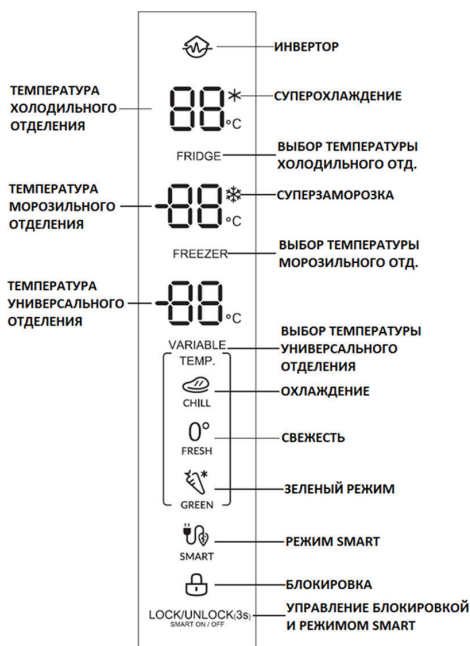 ИНВЕРТОР
ТЕМПЕРАТУРА
ХОЛОДИЛЬНОГО
ОТДЕЛЕНИЯ
88
°C
СУПЕРОХЛАЖДЕНИЕ
FRIDGE
ВЫБОР ТЕМПЕРАТУРЫ
ХОЛОДИЛЬНОГО ОТД.
ТЕМПЕРАТУРА
МОРОЗИЛЬНОГО
ОТДЕЛЕНИЯ
-88
°C
СУПЕРЗАМОРОЗКА
FREEZER
ВЫБОР ТЕМПЕРАТУРЫ
МОРОЗИЛЬНОГО ОТД.
ТЕМПЕРАТУРА
УНИВЕРСАЛЬНОГО
ОТДЕЛЕНИЯ
-88
°C
VARIABLE
TEMP.
ВЫБОР ТЕМПЕРАТУРЫ
УНИВЕРСАЛЬНОГО
ОТДЕЛЕНИЯ
CHILL
ОХЛАЖДЕНИЕ
0°
FRESH
СВЕЖЕСТЬ
GREEN
ЗЕЛЕНЫЙ РЕЖИМ
SMART
РЕЖИМ SMART
БЛОКИРОВКА
LOCK/UNLOCK(3s)
SMART ON / OFF
УПРАВЛЕНИЕ БЛОКИРОВКОЙ
И РЕЖИМОМ SMART